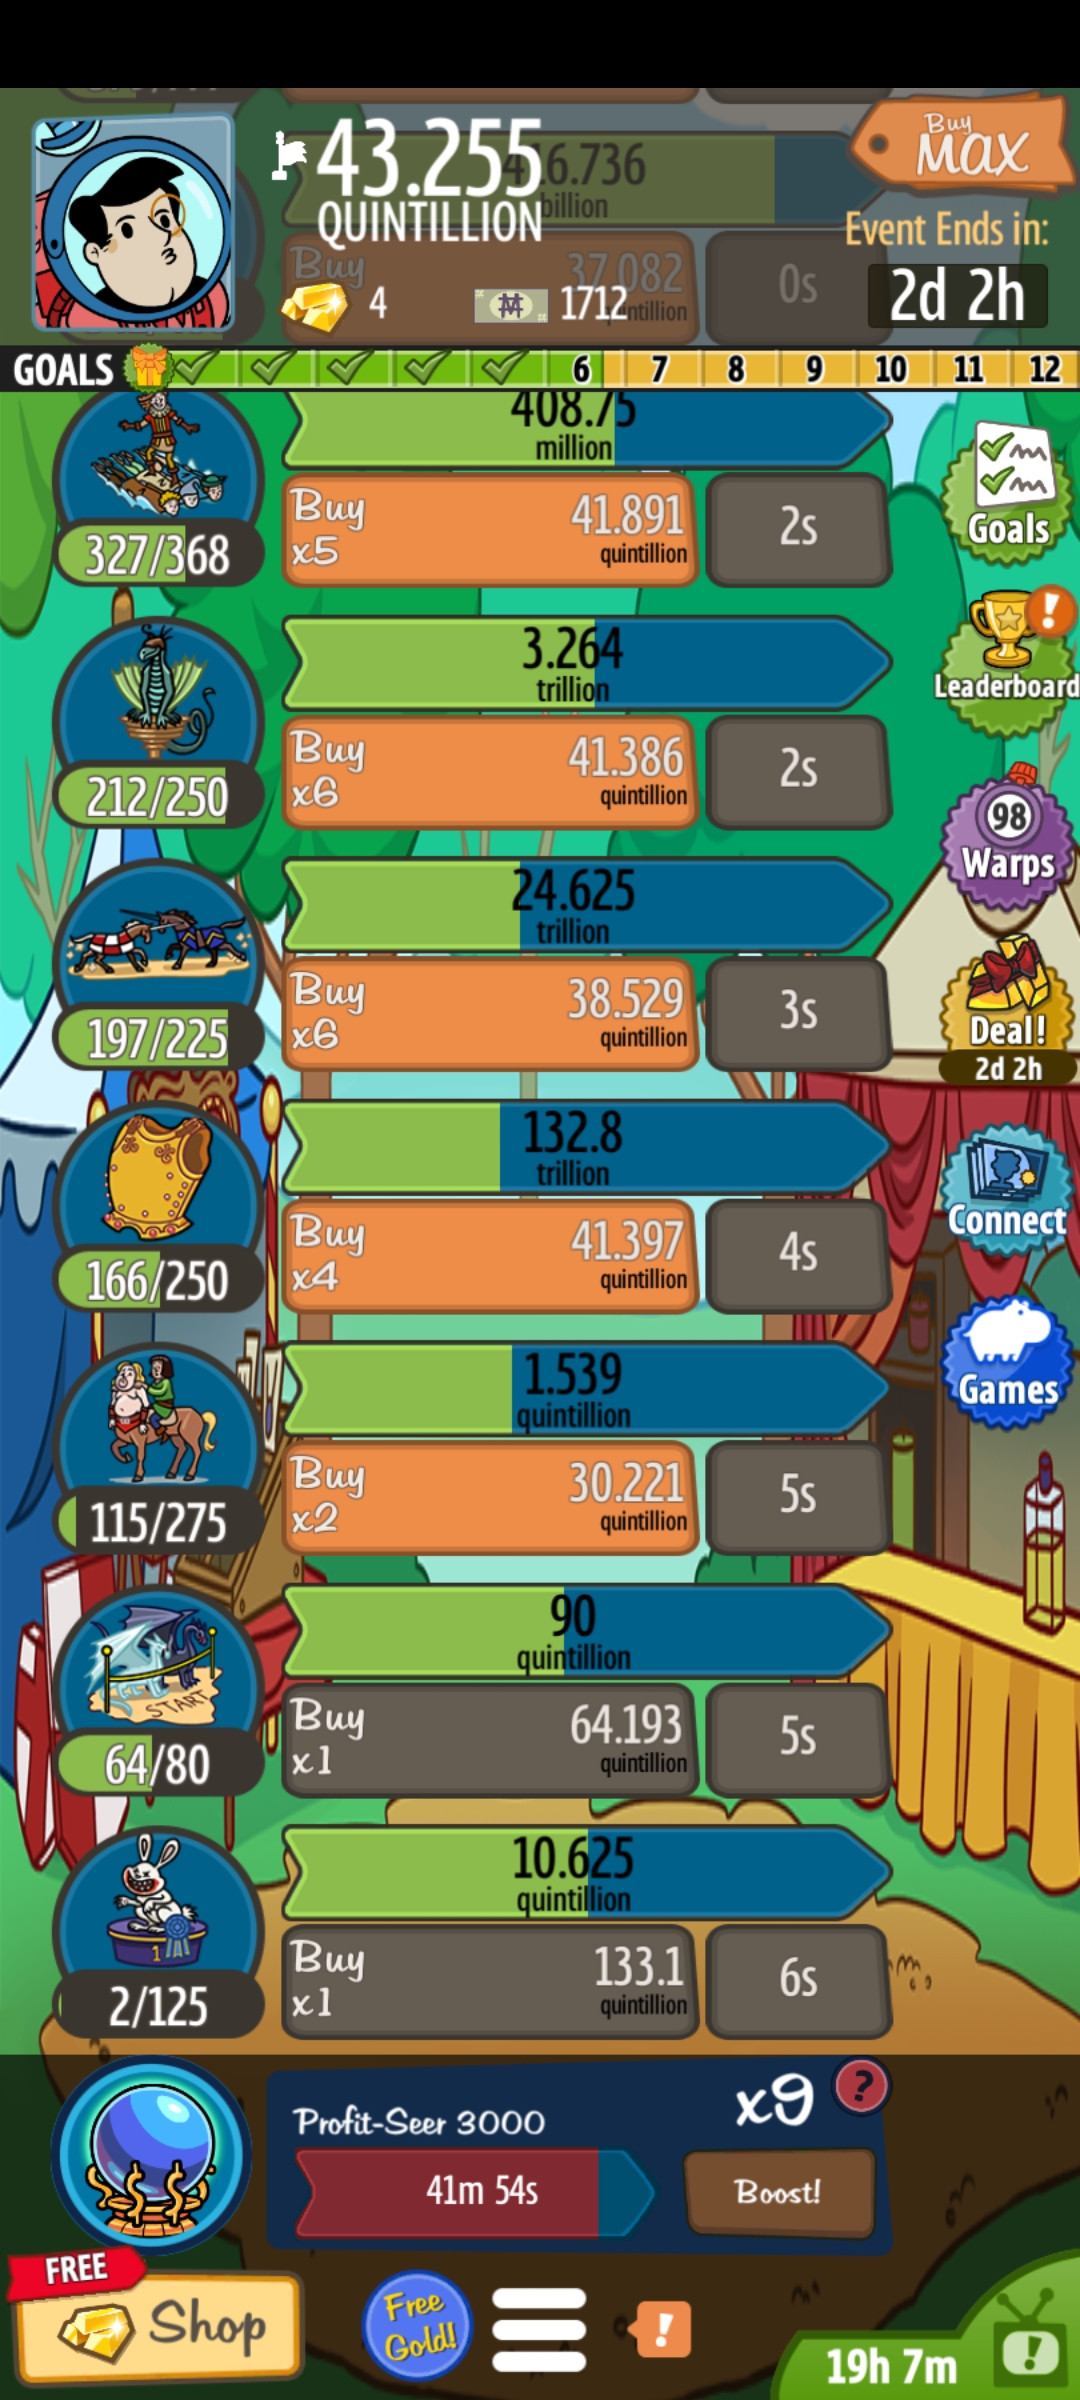 43.255
QUINTILLION
Buy
MAX
Event Ends in:
2d 2h
6.736
billion
Buy
37.082
0s
4
1712
GOALS
6
7
8
9
10
11
12
408.75
million
Buy
x5
41.891
quintillion
2s
327/368
Goals
3.264
trillion
Leaderboard
!
Buy
x6
41.386
quintillion
2s
212/250
98
Warps
24.625
trillion
Buy
x6
38.529
quintillion
3s
197/225
Deal!
2d 2h
132.8
trillion
Buy
x4
41.397
quintillion
4s
166/250
Connect
1.539
quintillion
Games
Buy
x2
30.221
quintillion
5s
115/275
90
quintillion
START
Buy
x1
64.193
quintillion
5s
64/80
10.625
quintillion
1
Buy
x1
133.1
quintillion
6s
2/125
Profit-Seer 3000
x9
?
41m 54s
Boost!
FREE
Shop
Free
Gold!
!
19h 7m
!